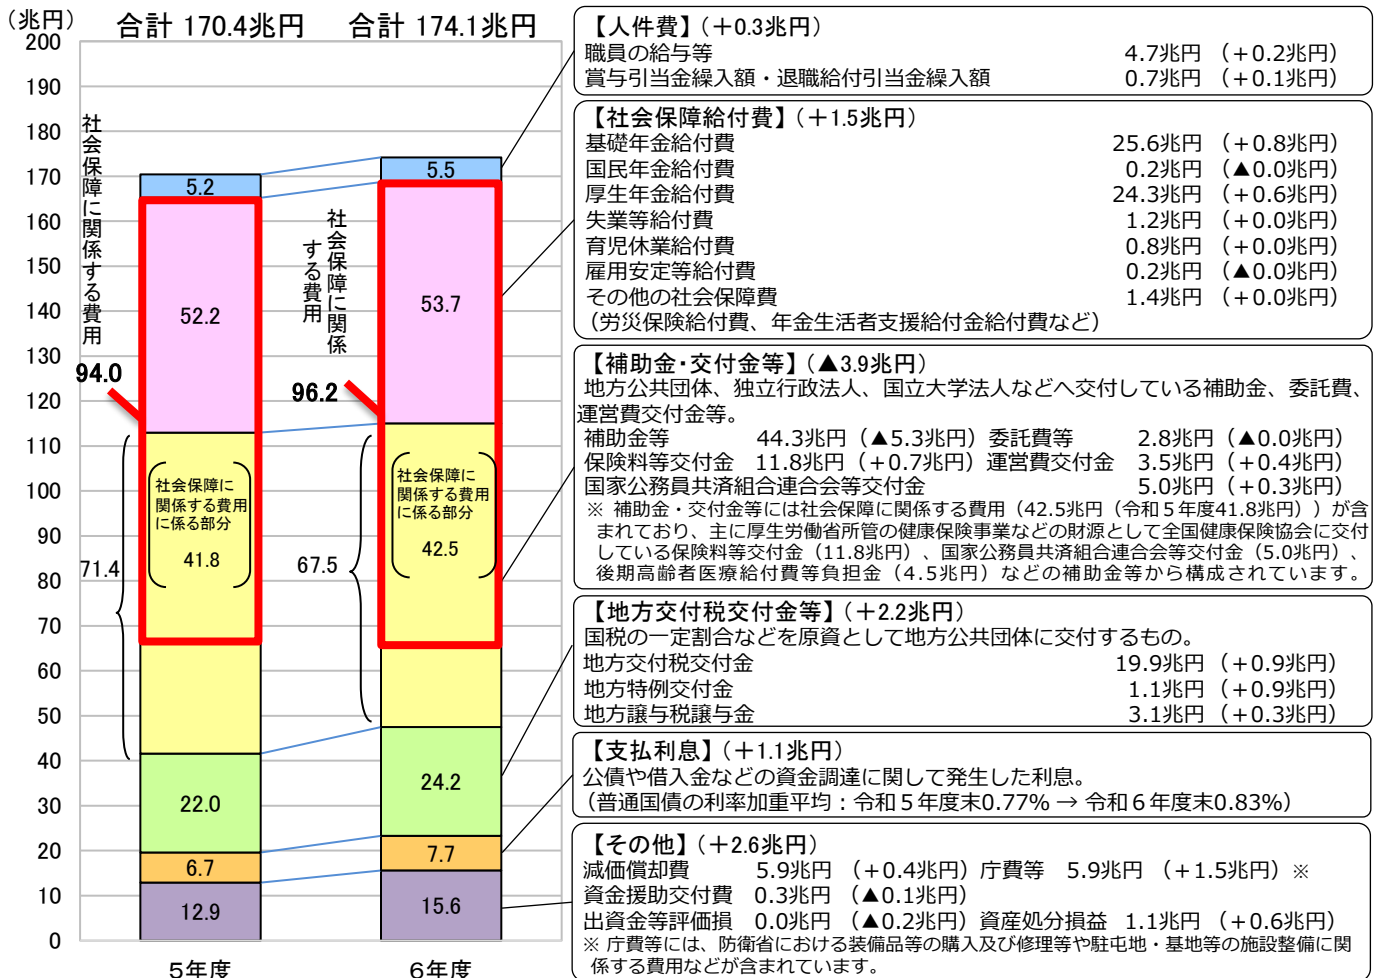 （兆円）
合計 170.4兆円
合計 174.1兆円
200
190
180
170
160
150
140
130
120
110
100
90
80
70
60
50
40
30
20
10
0
社会保障に関係する費用
94.0
5.2
52.2
社会保障に
関係する費用
に係る部分
41.8
71.4
22.0
6.7
12.9
5年度
社会保障に関係
する費用
96.2
5.5
53.7
社会保障に
関係する費用
に係る部分
42.5
67.5
24.2
7.7
15.6
6年度
【人件費】（＋0.3兆円）
職員の給与等 4.7兆円 （＋0.2兆円）
賞与引当金繰入額・退職給付引当金繰入額 0.7兆円 （＋0.1兆円）
【社会保障給付費】（＋1.5兆円）
基礎年金給付費 25.6兆円 （＋0.8兆円）
国民年金給付費 0.2兆円 （▲0.0兆円）
厚生年金給付費 24.3兆円 （＋0.6兆円）
失業等給付費 1.2兆円 （＋0.0兆円）
育児休業給付費 0.8兆円 （＋0.0兆円）
雇用安定等給付費 0.2兆円 （▲0.0兆円）
その他の社会保障費 1.4兆円 （＋0.0兆円）
（労災保険給付費、年金生活者支援給付金給付費など）
【補助金・交付金等】（▲3.9兆円）
地方公共団体、独立行政法人、国立大学法人などへ交付している補助金、委託費、
運営費交付金等。
補助金等 44.3兆円 （▲5.3兆円） 委託費等 2.8兆円 （▲0.0兆円）
保険料等交付金 11.8兆円 （＋0.7兆円） 運営費交付金 3.5兆円 （＋0.4兆円）
国家公務員共済組合連合会等交付金 5.0兆円 （＋0.3兆円）
※ 補助金・交付金等には社会保障に関係する費用（42.5兆円（令和５年度41.8兆円））が含
まれており、主に厚生労働省所管の健康保険事業などの財源として全国健康保険協会に交付
している保険料等交付金（11.8兆円）、国家公務員共済組合連合会等交付金（5.0兆円）、
後期高齢者医療給付費等負担金（4.5兆円）などの補助金等から構成されています。
【地方交付税交付金等】（＋2.2兆円）
国税の一定割合などを原資として地方公共団体に交付するもの。
地方交付税交付金 19.9兆円 （＋0.9兆円）
地方特例交付金 1.1兆円 （＋0.9兆円）
地方譲与税譲与金 3.1兆円 （＋0.3兆円）
【支払利息】（＋1.1兆円）
公債や借入金などの資金調達に関して発生した利息。
（普通国債の利率加重平均：令和５年度末0.77% → 令和６年度末0.83%）
【その他】（＋2.6兆円）
減価償却費 5.9兆円 （＋0.4兆円） 庁費等 5.9兆円 （＋1.5兆円）※
資金援助交付費 0.3兆円 （▲0.1兆円）
出資金等評価損 0.0兆円 （▲0.2兆円） 資産処分損益 1.1兆円 （＋0.6兆円）
※ 庁費等には、防衛省における装備品等の購入及び修理等や駐屯地・基地等の施設整備に関
係する費用などが含まれています。